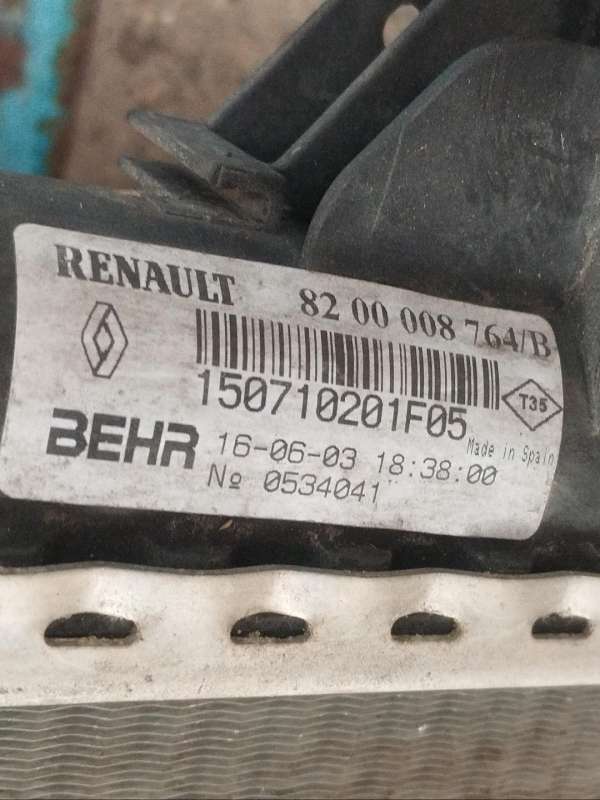 RENAULT 82 00 008 764/B
150710201F05
T35
BEHR 16-06-03 18:38:00 Made in Spain
Nº 0534041